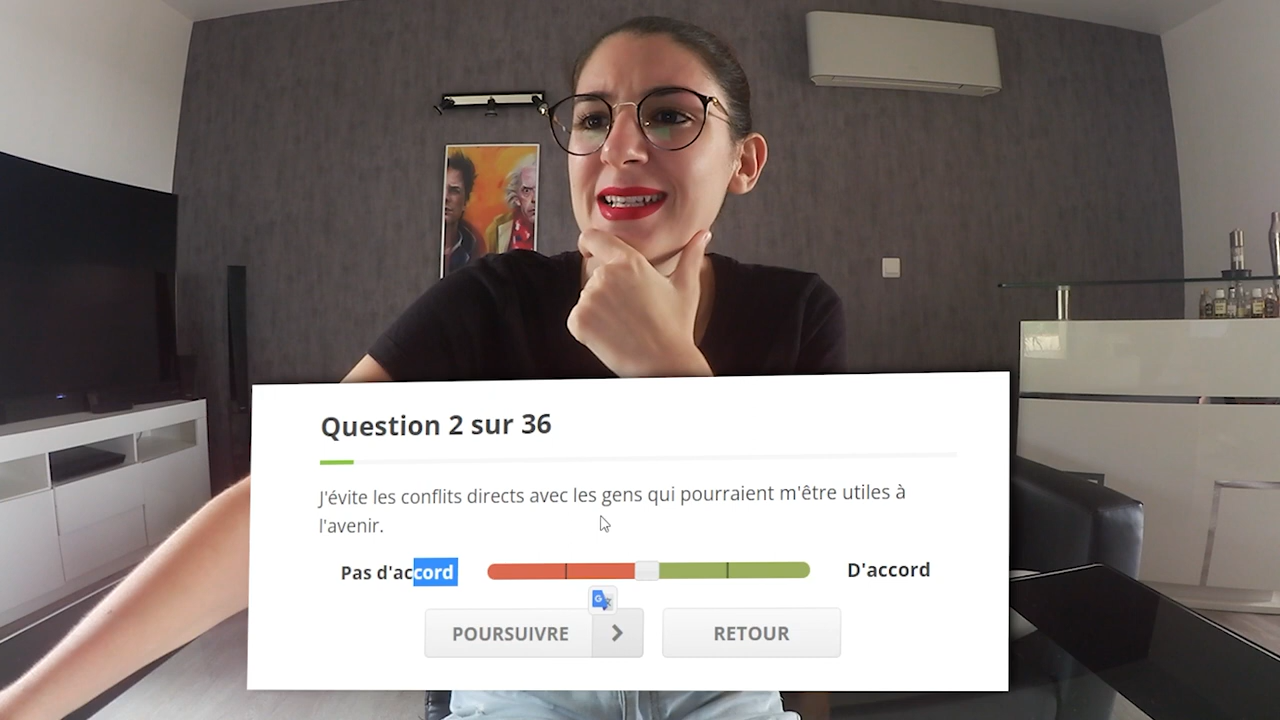 Question 2 sur 36
J'évite les conflits directs avec les gens qui pourraient m'être utiles à
l'avenir.
Pas d'accord
D'accord
G
POURSUIVRE
RETOUR